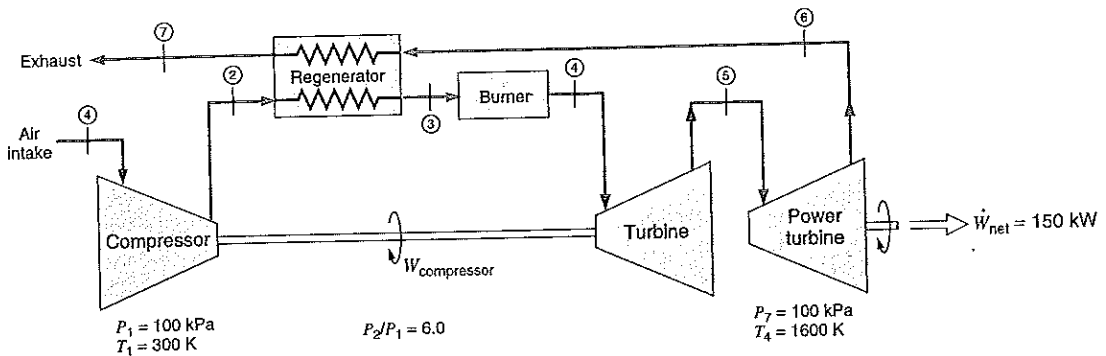 ⑦
⑥
Exhaust
Regenerator
②
④
⑤
Burner
③
④
Air
intake
Compressor
Turbine
Power
turbine
Ẇnet = 150 kW
Wcompressor
P1 = 100 kPa
T1 = 300 K
P2/P1 = 6.0
P7 = 100 kPa
T4 = 1600 K